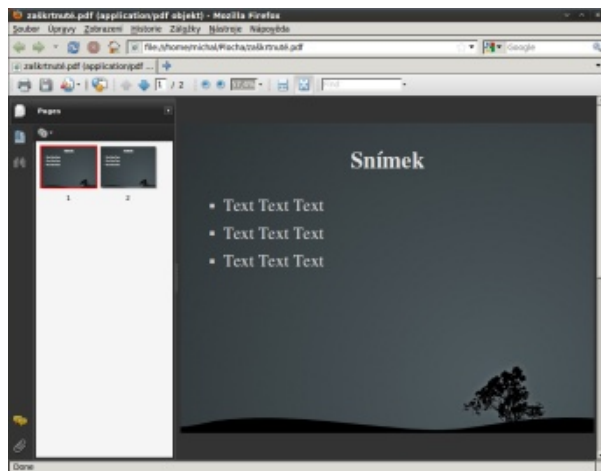 zaškrtnuté.pdf (application/pdf objekt) - Mozilla Firefox
Soubor Úpravy Zobrazení Historie Záložky Nástroje Nápověda
file:///home/michal/Plocha/zaškrtnuté.pdf
Google
zaškrtnuté.pdf (application/pdf ...
1 / 2
Find
Pages
1
2
Snímek
Text Text Text
Text Text Text
Text Text Text
Done